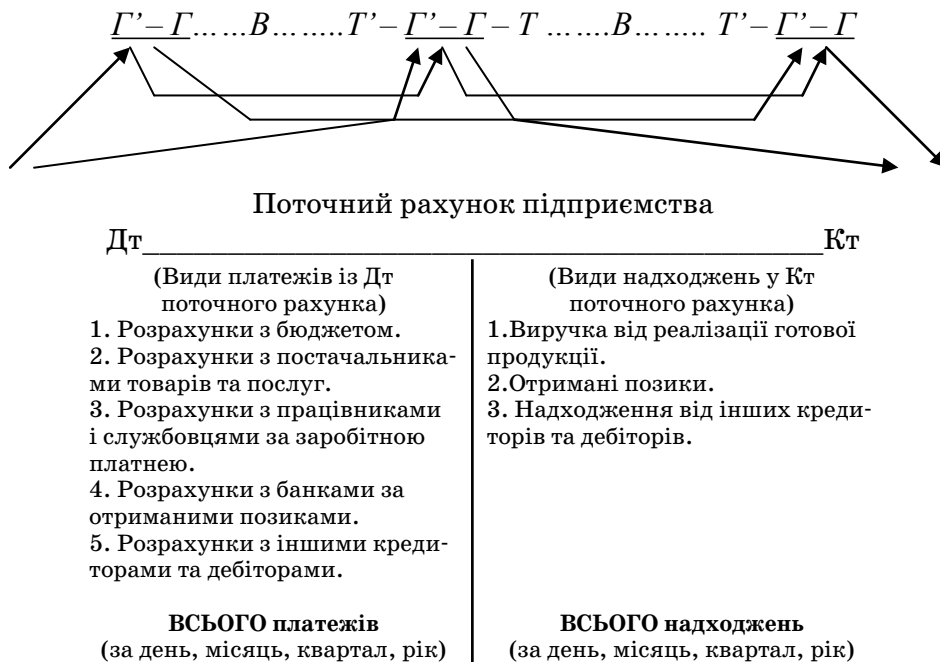 Г’ – Г... ...В... .....Т’ – Г’ – Г – Т ... ....В... ..... Т’ – Г’ – Г
Поточний рахунок підприємства
Дт__________________________________________Кт
(Види платежів із Дт
поточного рахунка)
1. Розрахунки з бюджетом.
2. Розрахунки з постачальника-
ми товарів та послуг.
3. Розрахунки з працівниками
і службовцями за заробітною
платнею.
4. Розрахунки з банками за
отриманими позиками.
5. Розрахунки з іншими креди-
торами та дебіторами.
ВСЬОГО платежів
(за день, місяць, квартал, рік)
(Види надходжень у Кт
поточного рахунка)
1.Виручка від реалізації готової
продукції.
2.Отримані позики.
3. Надходження від інших креди-
торів та дебіторів.
ВСЬОГО надходжень
(за день, місяць, квартал, рік)